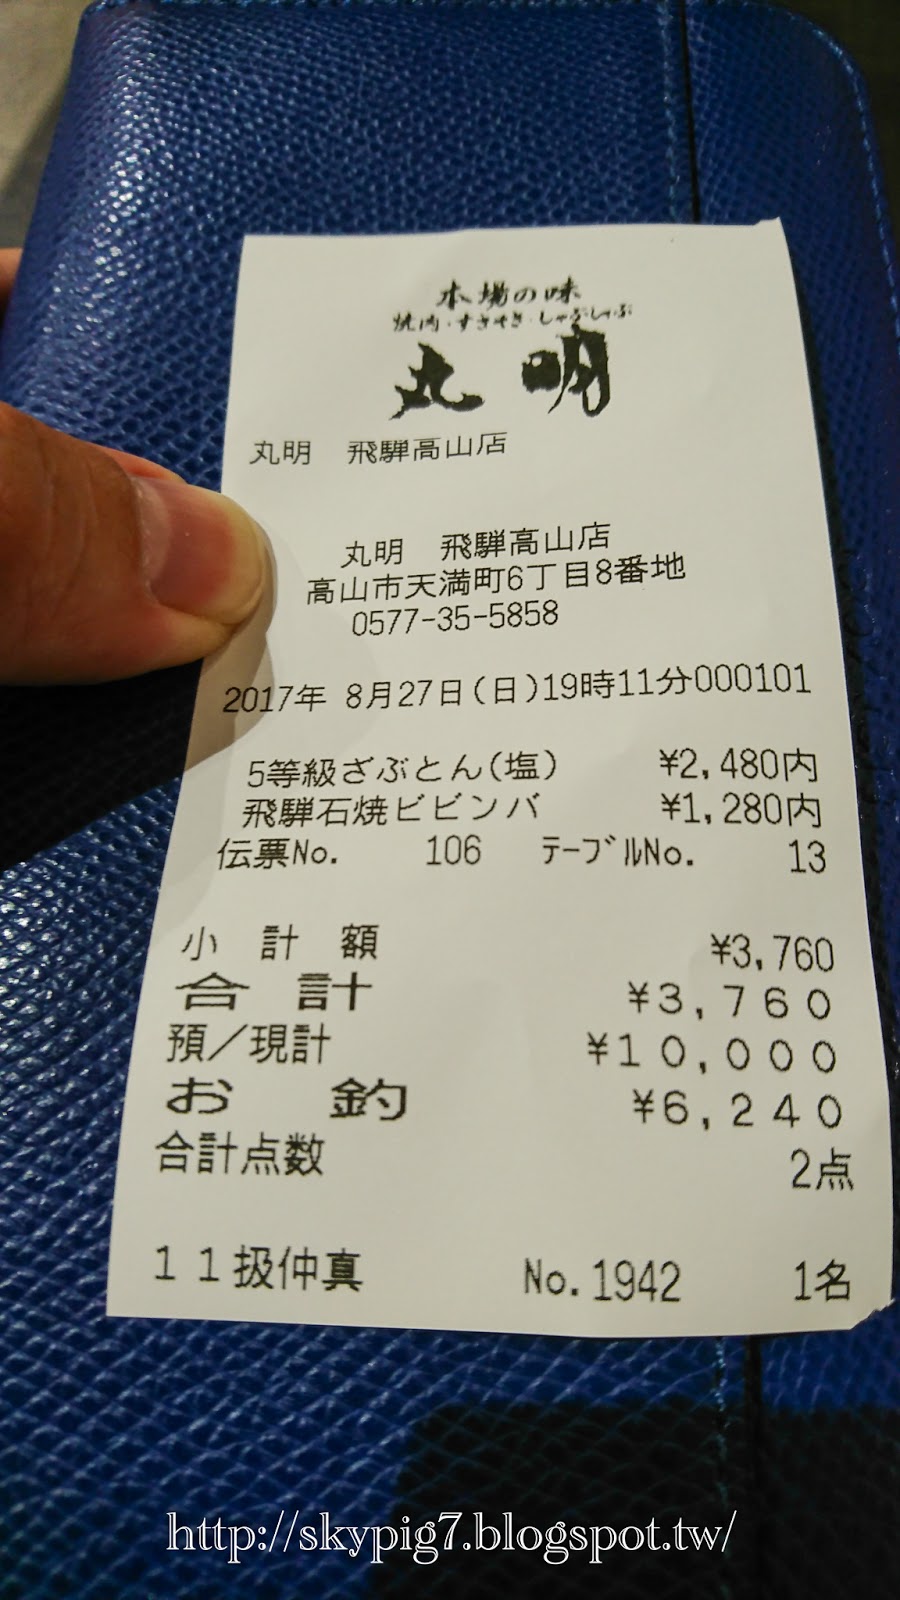 本場の味
焼肉・すきやき・しゃぶしゃぶ
丸明
丸明 飛騨高山店
丸明 飛騨高山店
高山市天満町6丁目8番地
0577-35-5858
2017年 8月27日(日)19時11分000101
5等級ざぶとん(塩) ¥2,480内
飛騨石焼ビビンバ ¥1,280内
伝票No. 106 テーブルNo. 13
小計額 ¥3,760
合計 ¥3,760
預/現計 ¥10,000
お釣 ¥6,240
合計点数 2点
11扱仲真 No.1942 1名
http://skypig7.blogspot.tw/